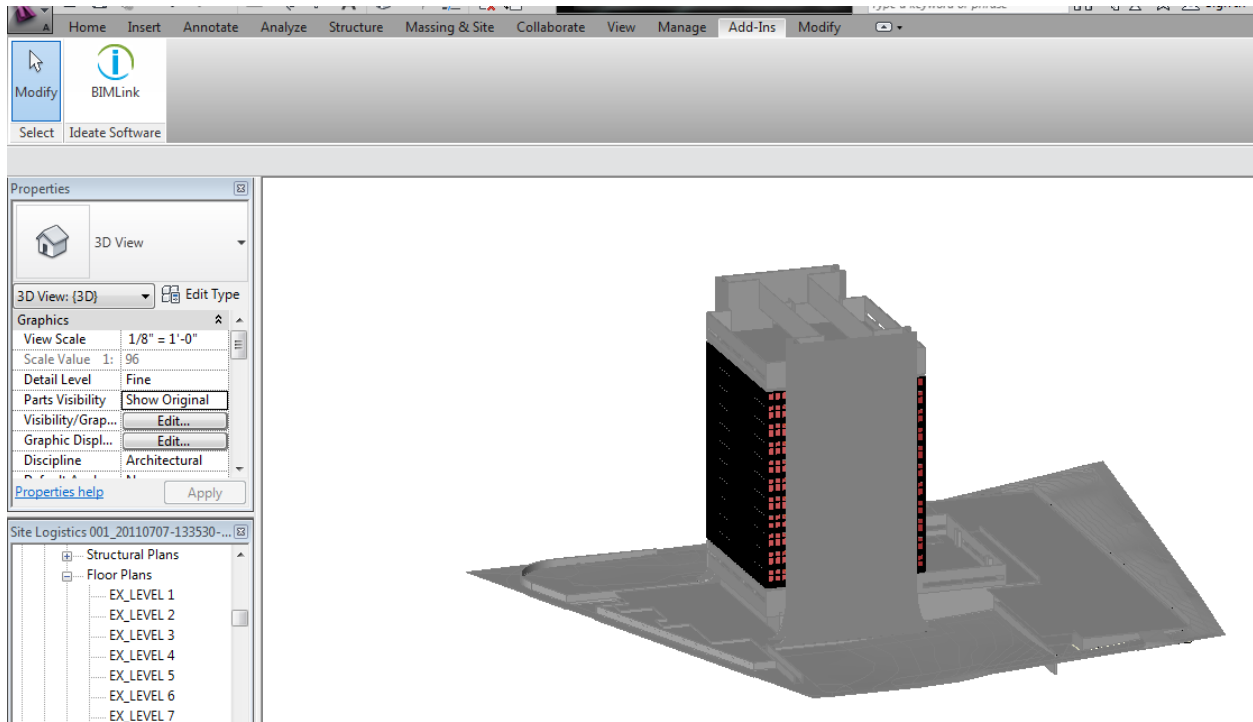 Type a keyword or phrase
A Home Insert Annotate Analyze Structure Massing & Site Collaborate View Manage Add-Ins Modify
Modify BIMLink
Select Ideate Software
Properties
3D View
3D View: {3D} Edit Type
Graphics
View Scale 1/8" = 1'-0"
Scale Value 1: 96
Detail Level Fine
Parts Visibility Show Original
Visibility/Grap... Edit...
Graphic Displ... Edit...
Discipline Architectural
Properties help Apply
Site Logistics 001_20110707-133530-...
Structural Plans
Floor Plans
EX_LEVEL 1
EX_LEVEL 2
EX_LEVEL 3
EX_LEVEL 4
EX_LEVEL 5
EX_LEVEL 6
EX_LEVEL 7